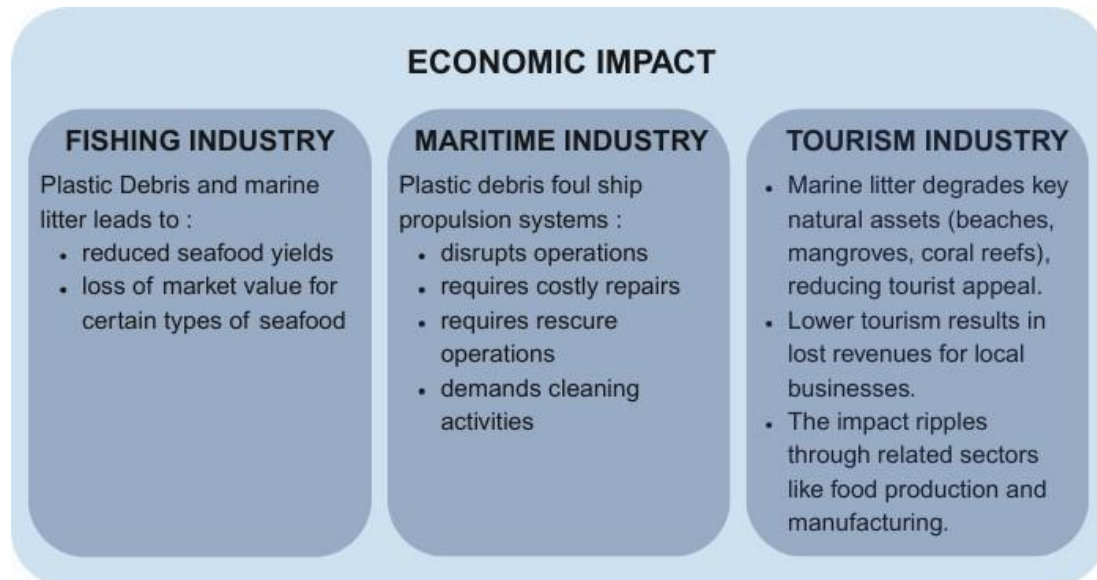 ECONOMIC IMPACT
FISHING INDUSTRY
Plastic Debris and marine
litter leads to :
• reduced seafood yields
• loss of market value for
certain types of seafood
MARITIME INDUSTRY
Plastic debris foul ship
propulsion systems :
• disrupts operations
• requires costly repairs
• requires rescure
operations
• demands cleaning
activities
TOURISM INDUSTRY
• Marine litter degrades key
natural assets (beaches,
mangroves, coral reefs),
reducing tourist appeal.
• Lower tourism results in
lost revenues for local
businesses.
• The impact ripples
through related sectors
like food production and
manufacturing.